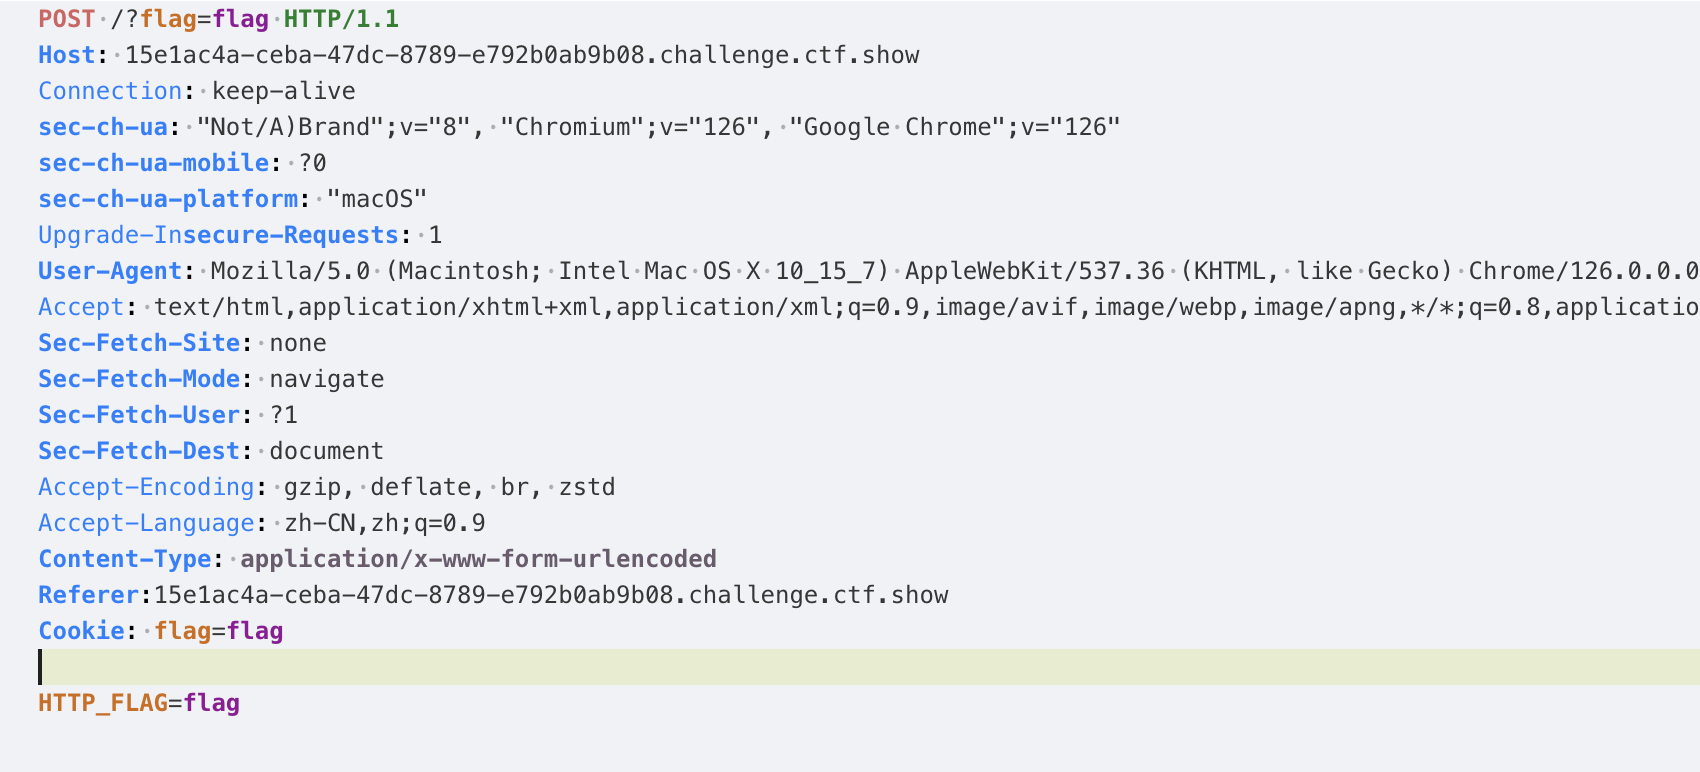 POST /?flag=flag HTTP/1.1
Host: 15e1ac4a-ceba-47dc-8789-e792b0ab9b08.challenge.ctf.show
Connection: keep-alive
sec-ch-ua: "Not/A)Brand";v="8", "Chromium";v="126", "Google Chrome";v="126"
sec-ch-ua-mobile: ?0
sec-ch-ua-platform: "macOS"
Upgrade-Insecure-Requests: 1
User-Agent: Mozilla/5.0 (Macintosh; Intel Mac OS X 10_15_7) AppleWebKit/537.36 (KHTML, like Gecko) Chrome/126.0.0.0
Accept: text/html,application/xhtml+xml,application/xml;q=0.9,image/avif,image/webp,image/apng,*/*;q=0.8,applicatio
Sec-Fetch-Site: none
Sec-Fetch-Mode: navigate
Sec-Fetch-User: ?1
Sec-Fetch-Dest: document
Accept-Encoding: gzip, deflate, br, zstd
Accept-Language: zh-CN,zh;q=0.9
Content-Type: application/x-www-form-urlencoded
Referer:15e1ac4a-ceba-47dc-8789-e792b0ab9b08.challenge.ctf.show
Cookie: flag=flag
HTTP_FLAG=flag